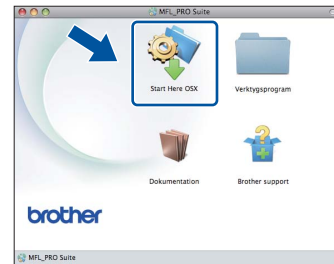 MFL_PRO Suite
Start Here OSX
Verktygsprogram
Dokumentation
Brother support
brother
MFL_PRO Suite